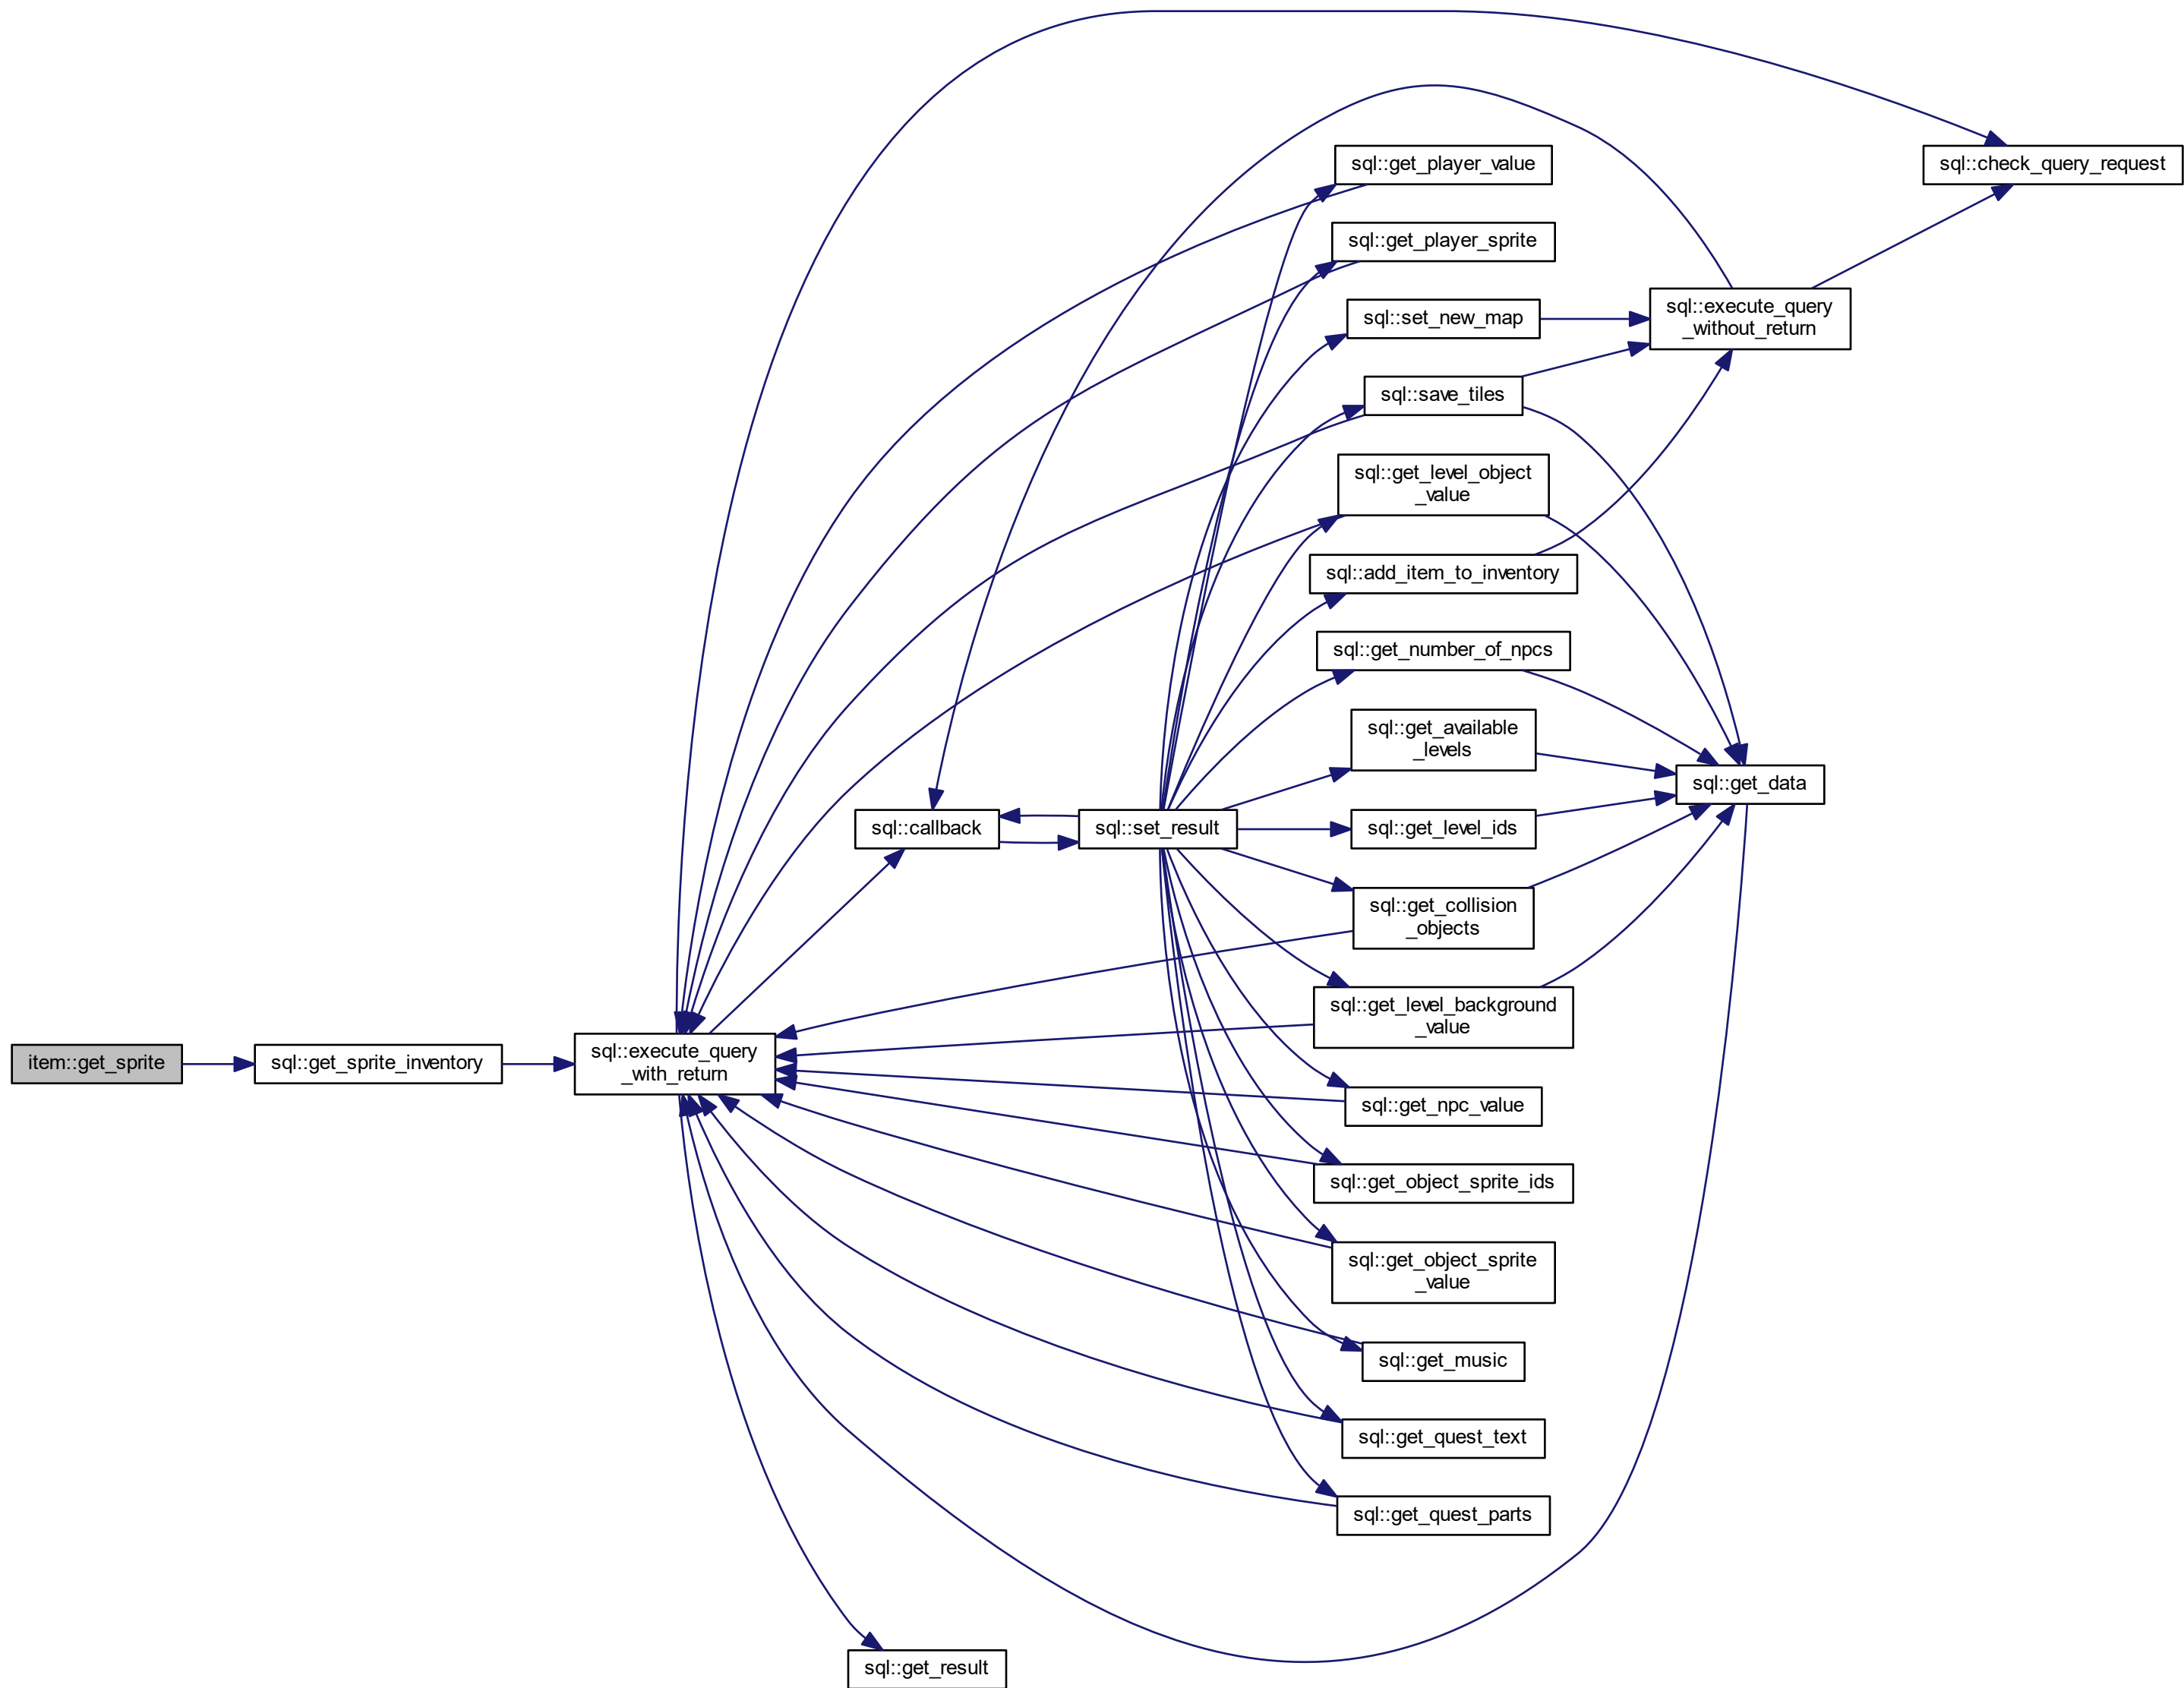 item::get_sprite
sql::get_sprite_inventory
sql::execute_query
_with_return
sql::callback
sql::get_result
sql::set_result
sql::get_player_value
sql::get_player_sprite
sql::set_new_map
sql::save_tiles
sql::get_level_object
_value
sql::add_item_to_inventory
sql::get_number_of_npcs
sql::get_available
_levels
sql::get_level_ids
sql::get_collision
_objects
sql::get_level_background
_value
sql::get_npc_value
sql::get_object_sprite_ids
sql::get_object_sprite
_value
sql::get_music
sql::get_quest_text
sql::get_quest_parts
sql::execute_query
_without_return
sql::get_data
sql::check_query_request